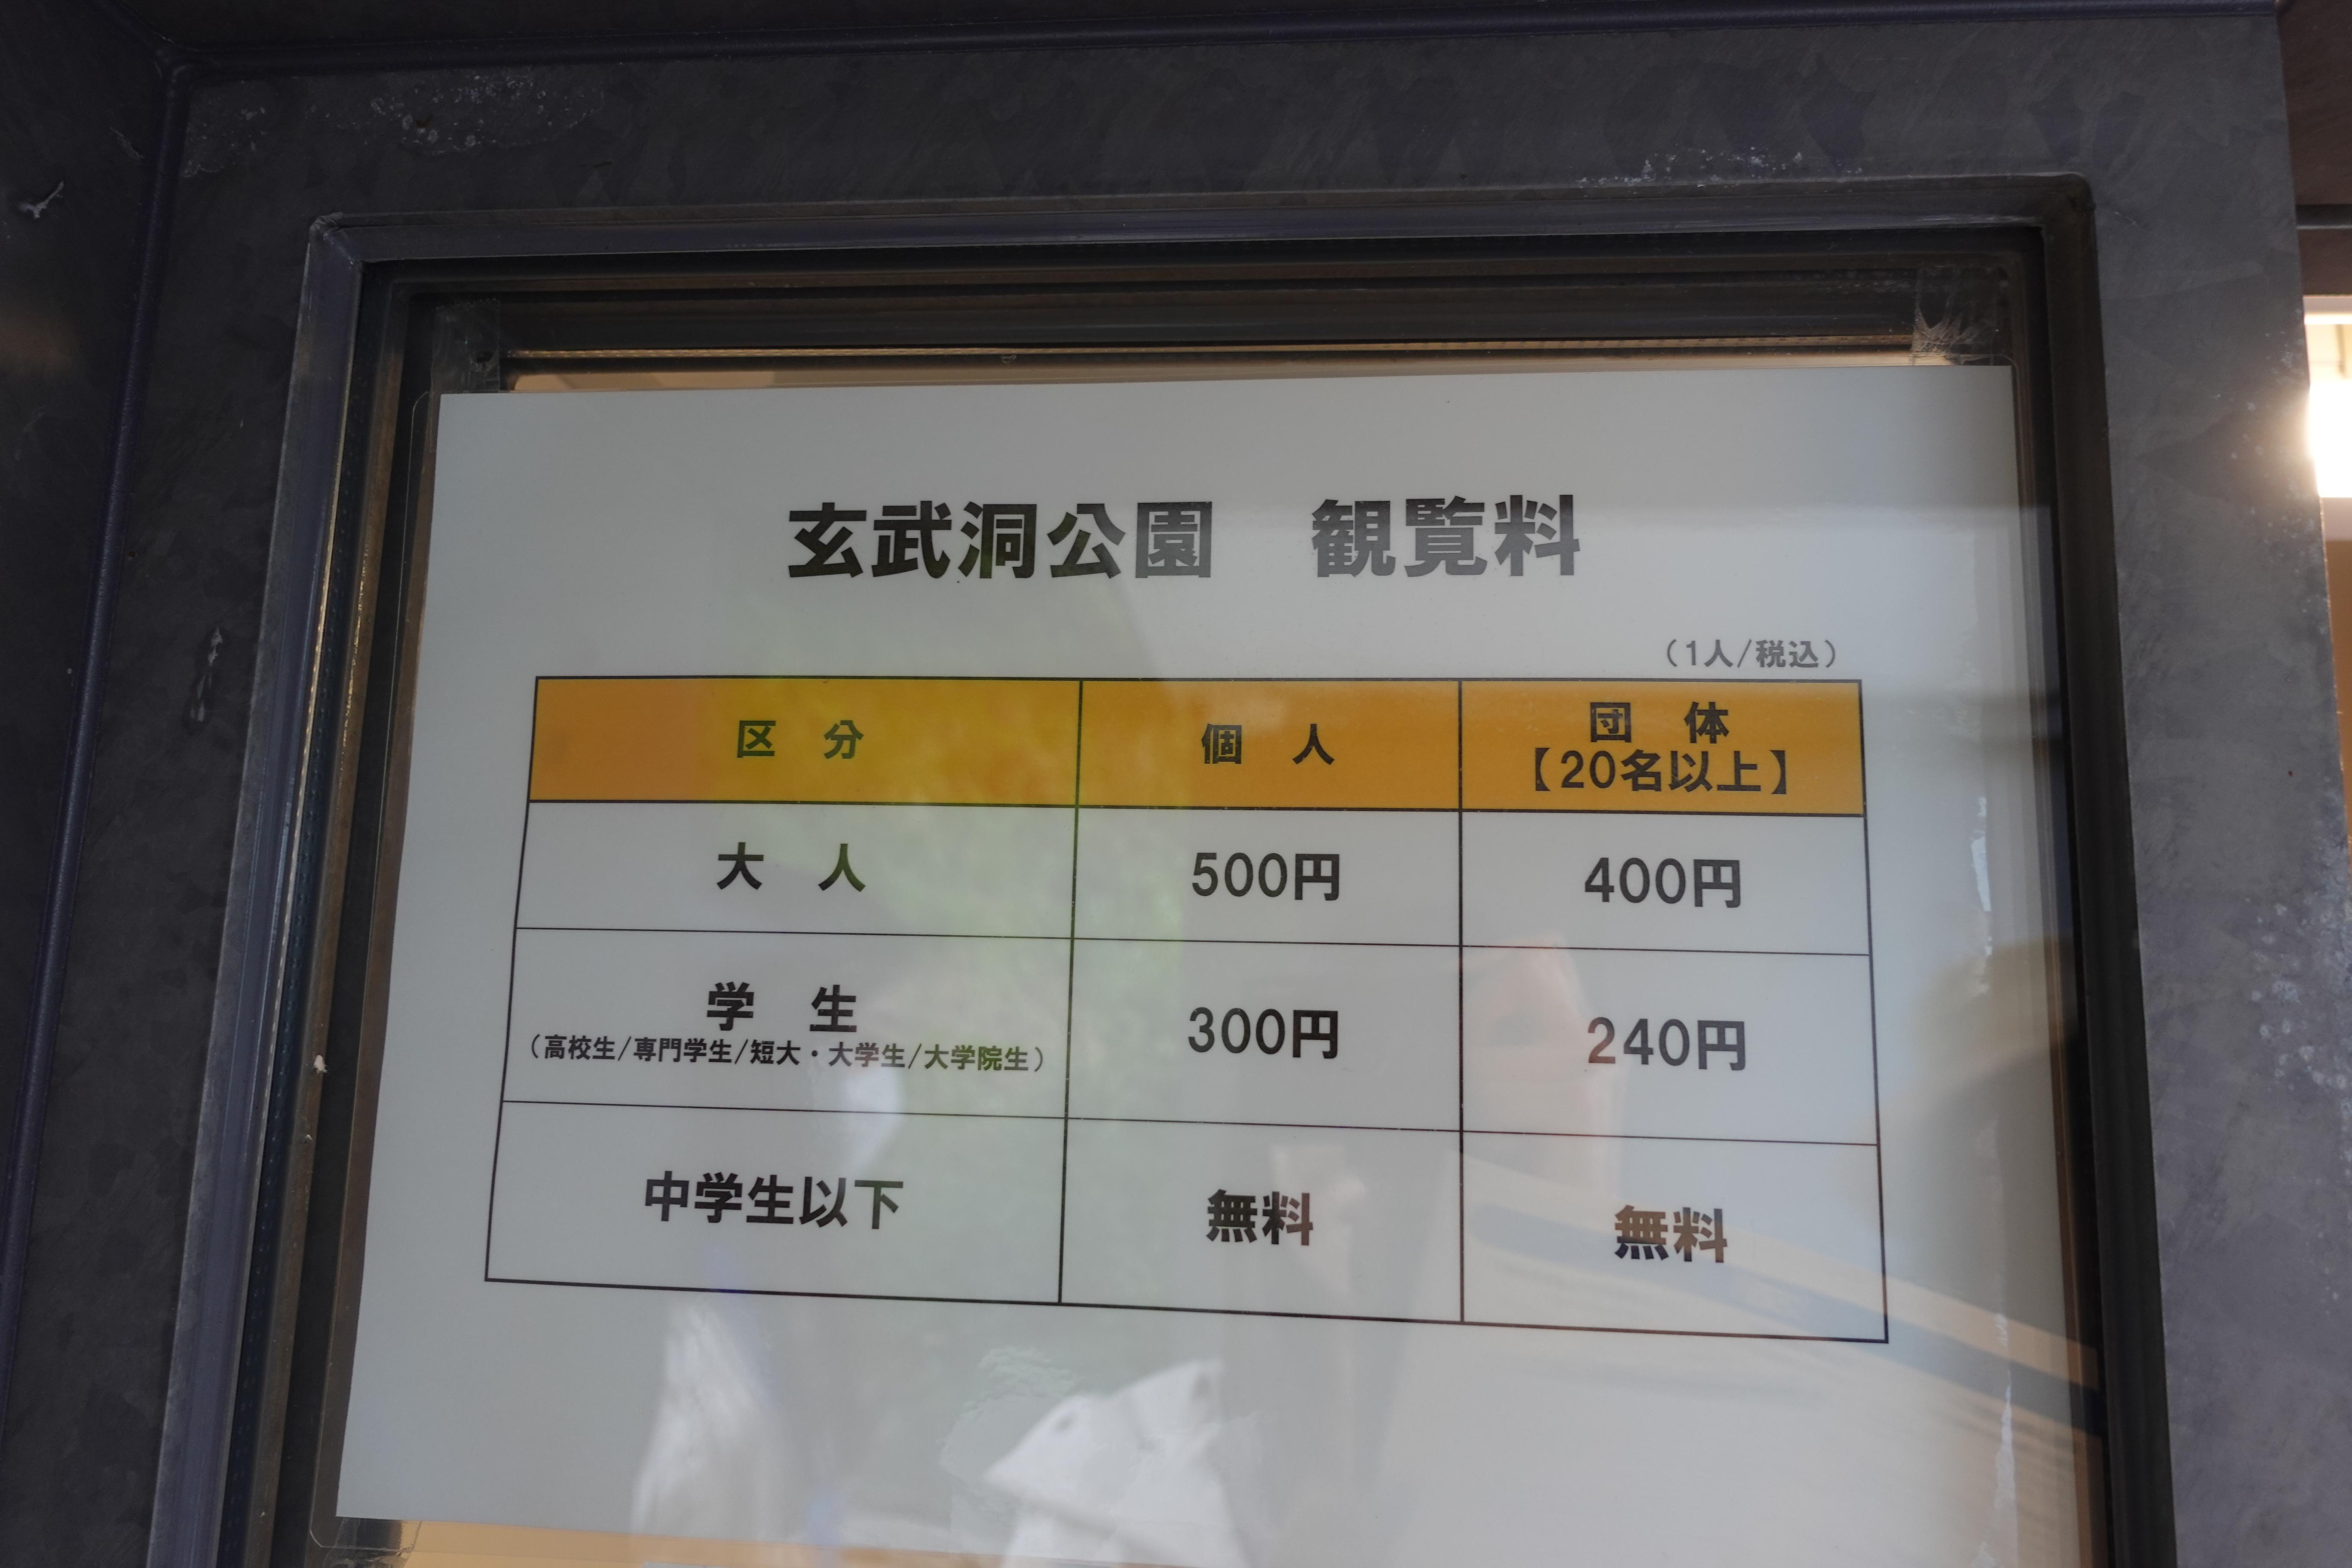 玄武洞公園　観覧料
（1人/税込）
区　分
個　人
団　体
【20名以上】
大　人
500円
400円
学　生
（高校生/専門学生/短大・大学生/大学院生）
300円
240円
中学生以下
無料
無料